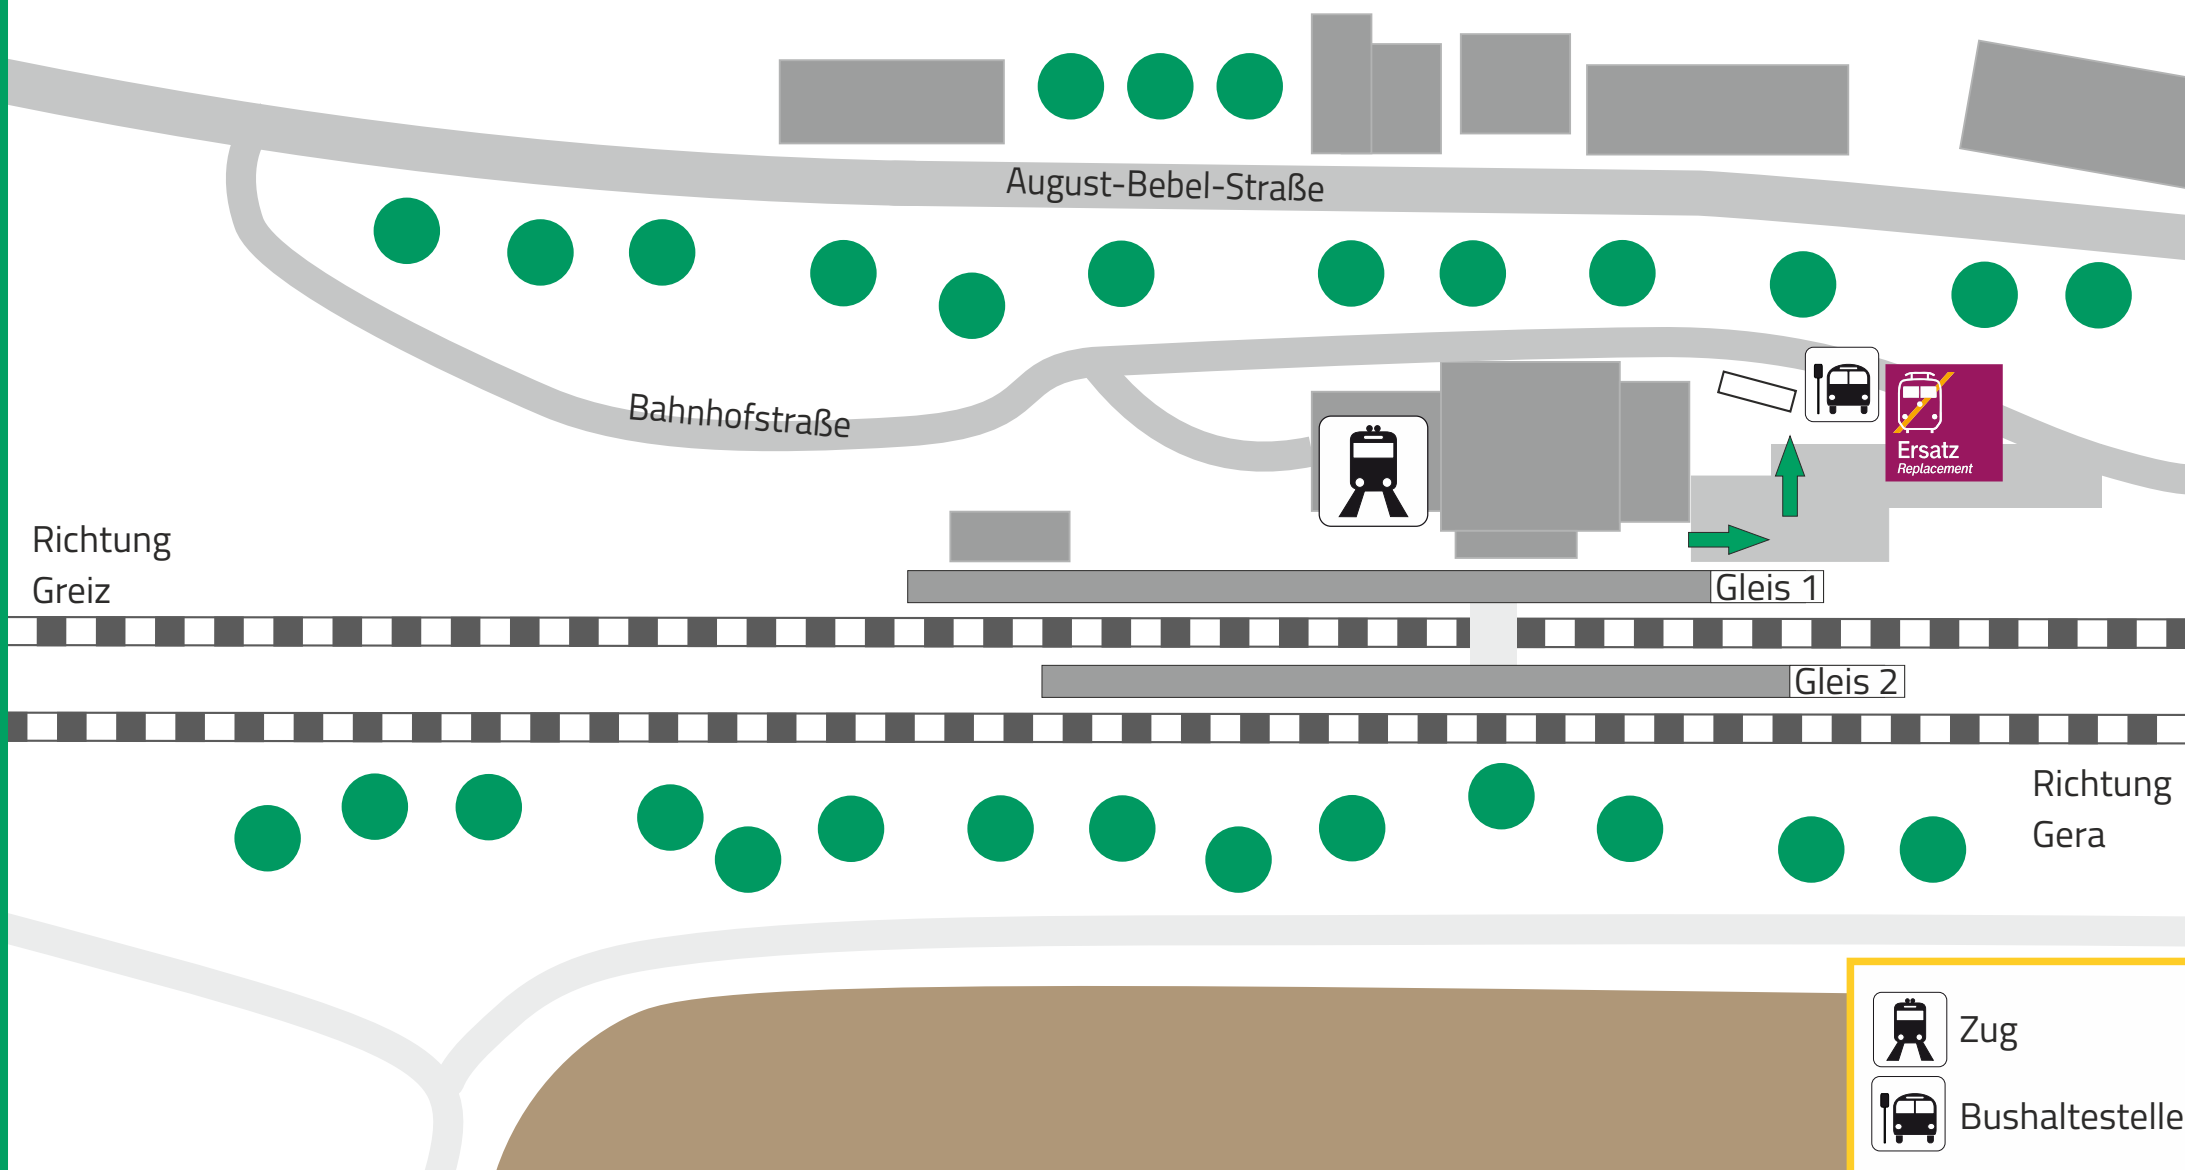 August-Bebel-Straße
Bahnhofstraße
Ersatz
Replacement
Richtung
Greiz
Gleis 1
Gleis 2
Richtung
Gera
Zug
Bushaltestelle